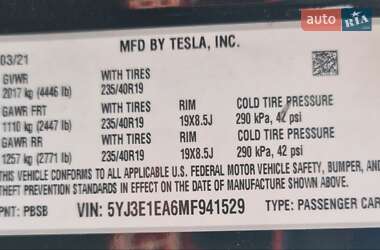 auto RIA
MFD BY TESLA, INC.
03/21
GVWR WITH TIRES
2017 kg (4446 lb) 235/40R19
GAWR FRT WITH TIRES RIM COLD TIRE PRESSURE
1110 kg (2447 lb) 235/40R19 19X8.5J 290 kPa, 42 psi
GAWR RR WITH TIRES RIM COLD TIRE PRESSURE
1257 kg (2771 lb) 235/40R19 19X8.5J 290 kPa, 42 psi
THIS VEHICLE CONFORMS TO ALL APPLICABLE U.S. FEDERAL MOTOR VEHICLE SAFETY, BUMPER, AND
THEFT PREVENTION STANDARDS IN EFFECT ON THE DATE OF MANUFACTURE SHOWN ABOVE.
PNT: PBSB VIN: 5YJ3E1EA6MF941529 TYPE: PASSENGER CAR